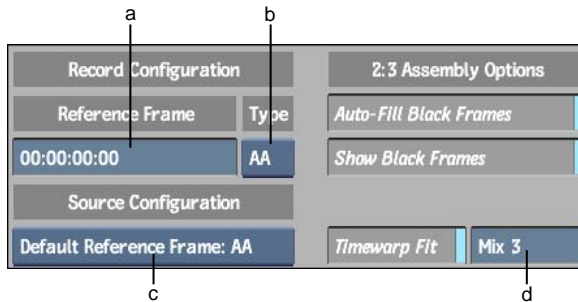 a
b
Record Configuration
2:3 Assembly Options
Reference Frame
Type
Auto-Fill Black Frames
00:00:00:00
AA
Show Black Frames
Source Configuration
Default Reference Frame: AA
Timewarp Fit
Mix 3
c
d